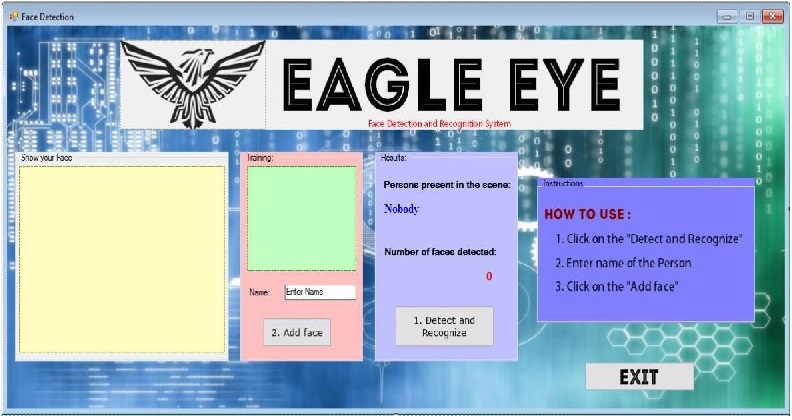 Face Detection
EAGLE EYE
Face Detection and Recognition System
Show your Face
Training:
Name:
Enter Name
2. Add face
Results:
Persons present in the scene:
Nobody
Number of faces detected:
0
1. Detect and
Recognize
Instructions
HOW TO USE :
1. Click on the "Detect and Recognize"
2. Enter name of the Person
3. Click on the "Add face"
EXIT